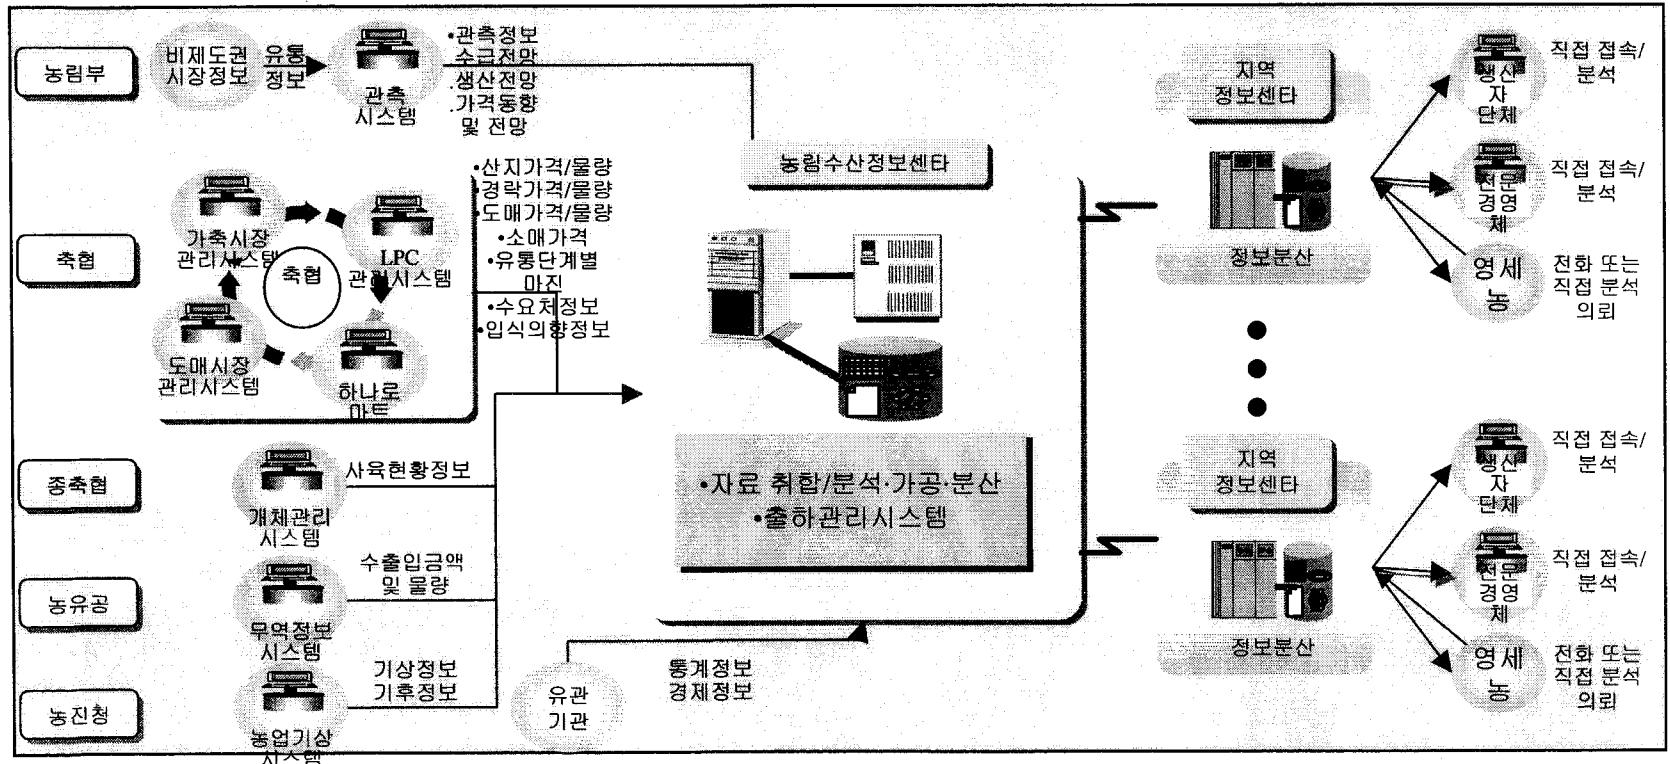 농림부
비제도권
시장정보
유통
정보
관측
시스템
•관측정보
수급전망
생산전망
.가격동향
및 전망
축협
가축시장
관리시스템
LPC
관리시스템
축협
도매시장
관리시스템
하나로
마트
•산지가격/물량
•경락가격/물량
•도매가격/물량
•소매가격
•유통단계별
마진
•수요처정보
•입식의향정보
종축협
개체관리
시스템
사육현황정보
농유공
무역정보
시스템
수출입금액
및 물량
농진청
농업기상
시스템
기상정보
기후정보
유관
기관
통계정보
경제정보
농림수산정보센타
•자료 취합/분석·가공·분산
•출하관리시스템
지역
정보센타
정보분산
생산
자
단체
직접 접속/
분석
전문
경영
체
직접 접속/
분석
영세
농
전화 또는
직접 분석
의뢰
지역
정보센타
정보분산
생산
자
단체
직접 접속/
분석
전문
경영
체
직접 접속/
분석
영세
농
전화 또는
직접 분석
의뢰